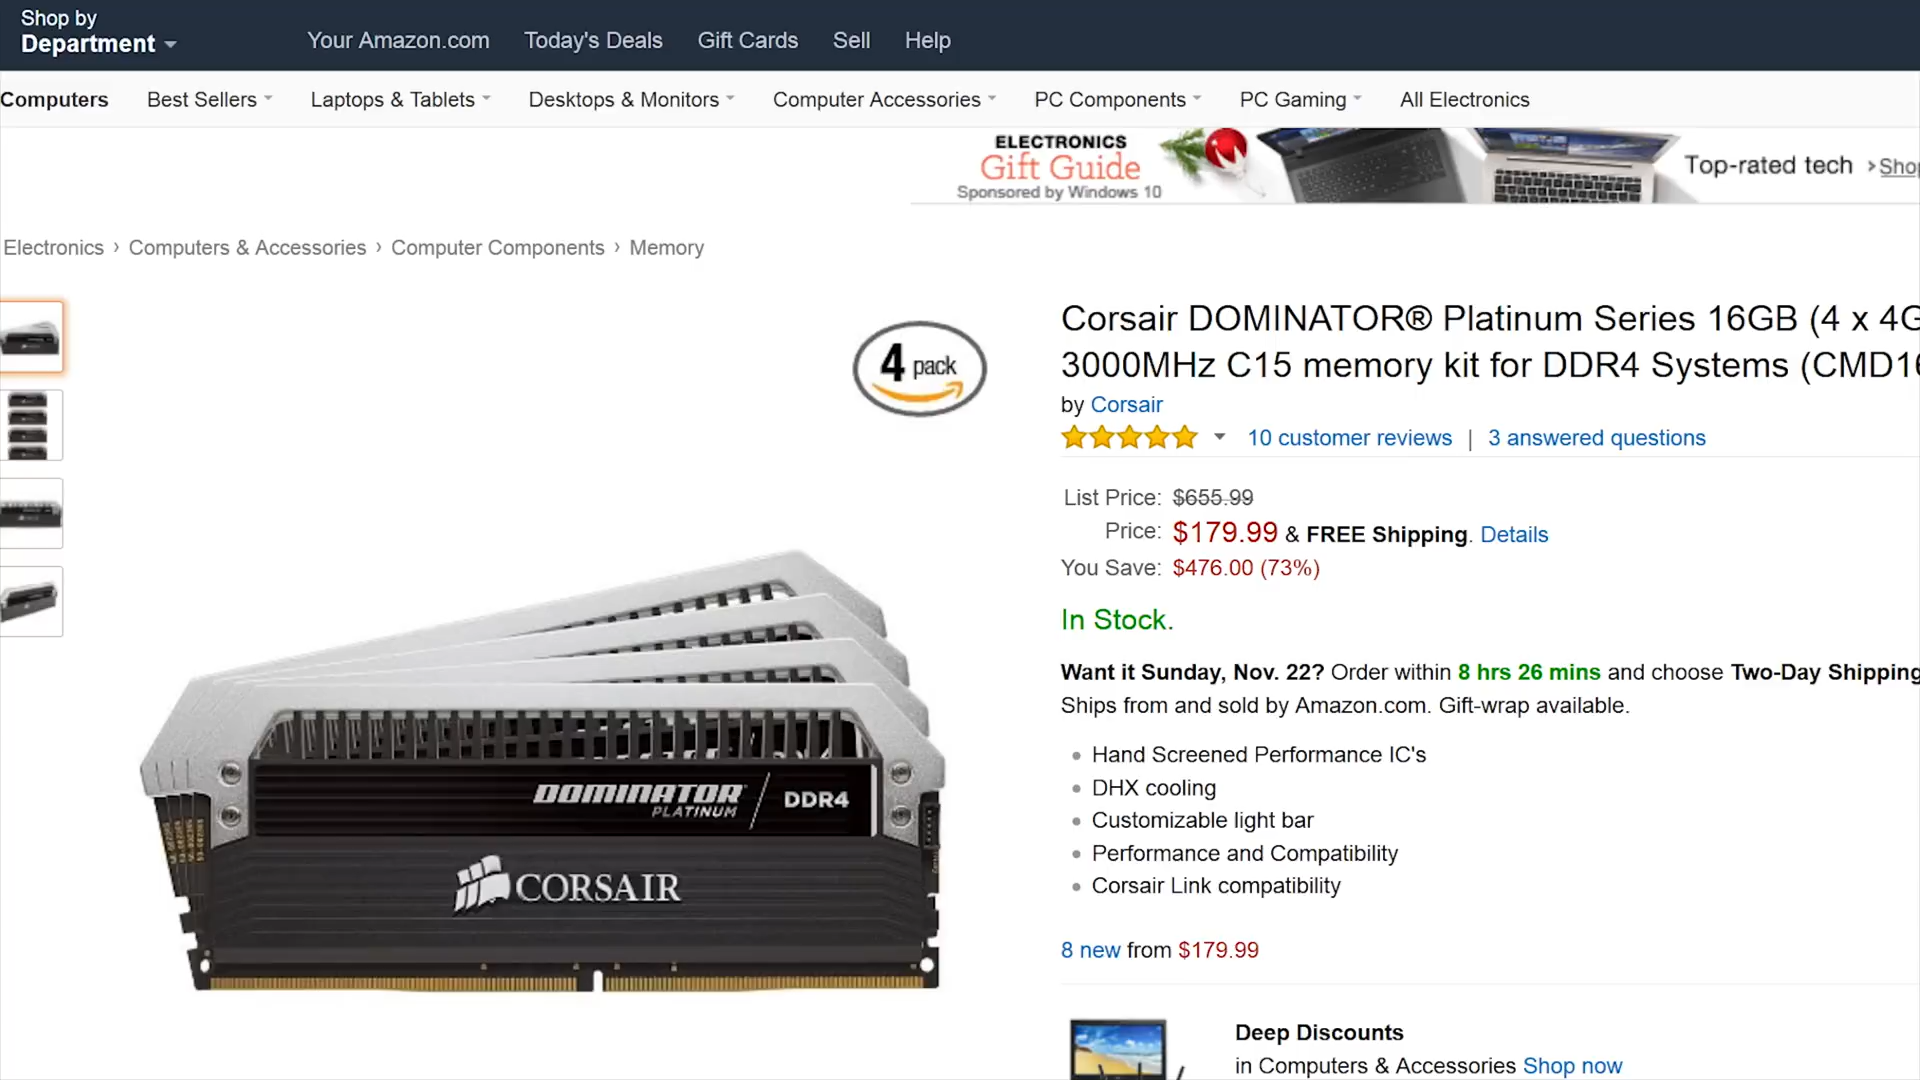 Shop by
Department
Your Amazon.com Today's Deals Gift Cards Sell Help
Computers Best Sellers Laptops & Tablets Desktops & Monitors Computer Accessories PC Components PC Gaming All Electronics
ELECTRONICS
Gift Guide
Sponsored by Windows 10
Top-rated tech › Shop
Electronics › Computers & Accessories › Computer Components › Memory
4 pack
Corsair DOMINATOR® Platinum Series 16GB (4 x 4G
3000MHz C15 memory kit for DDR4 Systems (CMD16
by Corsair
10 customer reviews | 3 answered questions
List Price: $655.99
Price: $179.99 & FREE Shipping. Details
You Save: $476.00 (73%)
In Stock.
Want it Sunday, Nov. 22? Order within 8 hrs 26 mins and choose Two-Day Shipping
Ships from and sold by Amazon.com. Gift-wrap available.
• Hand Screened Performance IC's
• DHX cooling
• Customizable light bar
• Performance and Compatibility
• Corsair Link compatibility
8 new from $179.99
Deep Discounts
in Computers & Accessories Shop now
DOMINATOR
PLATINUM
DDR4
CORSAIR